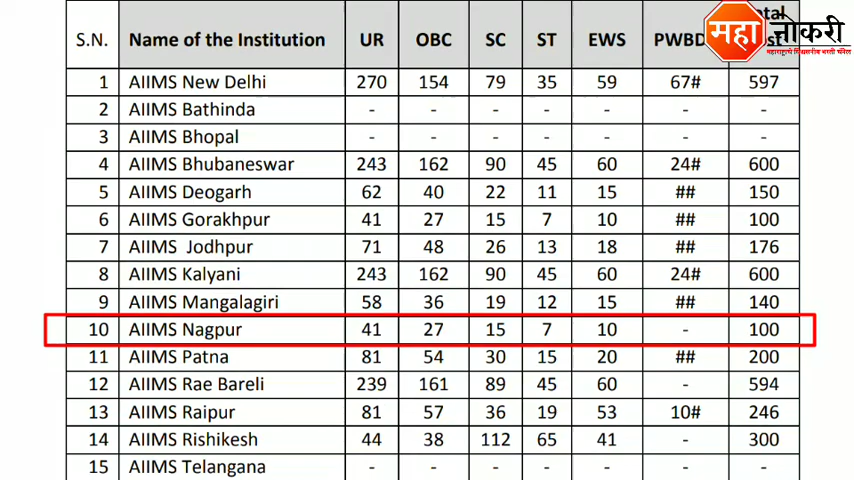 S.N. Name of the Institution UR OBC SC ST EWS PWBD
महा नोकरी
1 AIIMS New Delhi 270 154 79 35 59 67# 597
2 AIIMS Bathinda - - - - - - -
3 AIIMS Bhopal - - - - - - -
4 AIIMS Bhubaneswar 243 162 90 45 60 24# 600
5 AIIMS Deogarh 62 40 22 11 15 ## 150
6 AIIMS Gorakhpur 41 27 15 7 10 ## 100
7 AIIMS Jodhpur 71 48 26 13 18 ## 176
8 AIIMS Kalyani 243 162 90 45 60 24# 600
9 AIIMS Mangalagiri 58 36 19 12 15 ## 140
10 AIIMS Nagpur 41 27 15 7 10 - 100
11 AIIMS Patna 81 54 30 15 20 ## 200
12 AIIMS Rae Bareli 239 161 89 45 60 - 594
13 AIIMS Raipur 81 57 36 19 53 10# 246
14 AIIMS Rishikesh 44 38 112 65 41 - 300
15 AIIMS Telangana - - - - - - -